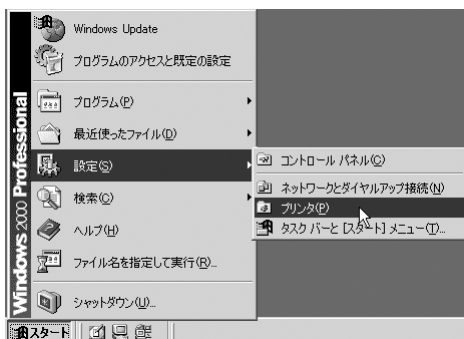 Windows Update
プログラムのアクセスと既定の設定
プログラム(P)
最近使ったファイル(D)
設定(S)
検索(C)
ヘルプ(H)
ファイル名を指定して実行(R)...
シャットダウン(U)...
Windows 2000 Professional
コントロール パネル(C)
ネットワークとダイヤルアップ接続(N)
プリンタ(P)
タスク バーと [スタート] メニュー(T)...
スタート